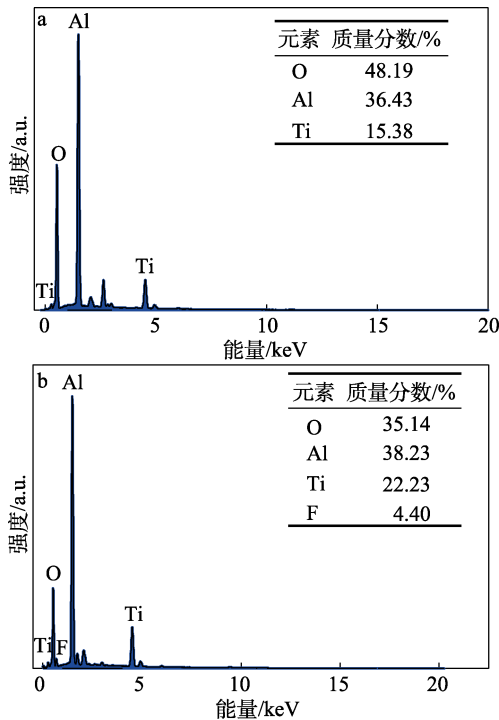 a
Al
元素 质量分数/%
O 48.19
Al 36.43
Ti 15.38
O
Ti
Ti
强度/a.u.
0 5 10 15 20
能量/keV
b
Al
元素 质量分数/%
O 35.14
Al 38.23
Ti 22.23
F 4.40
O
Ti
Ti F
强度/a.u.
0 5 10 15 20
能量/keV